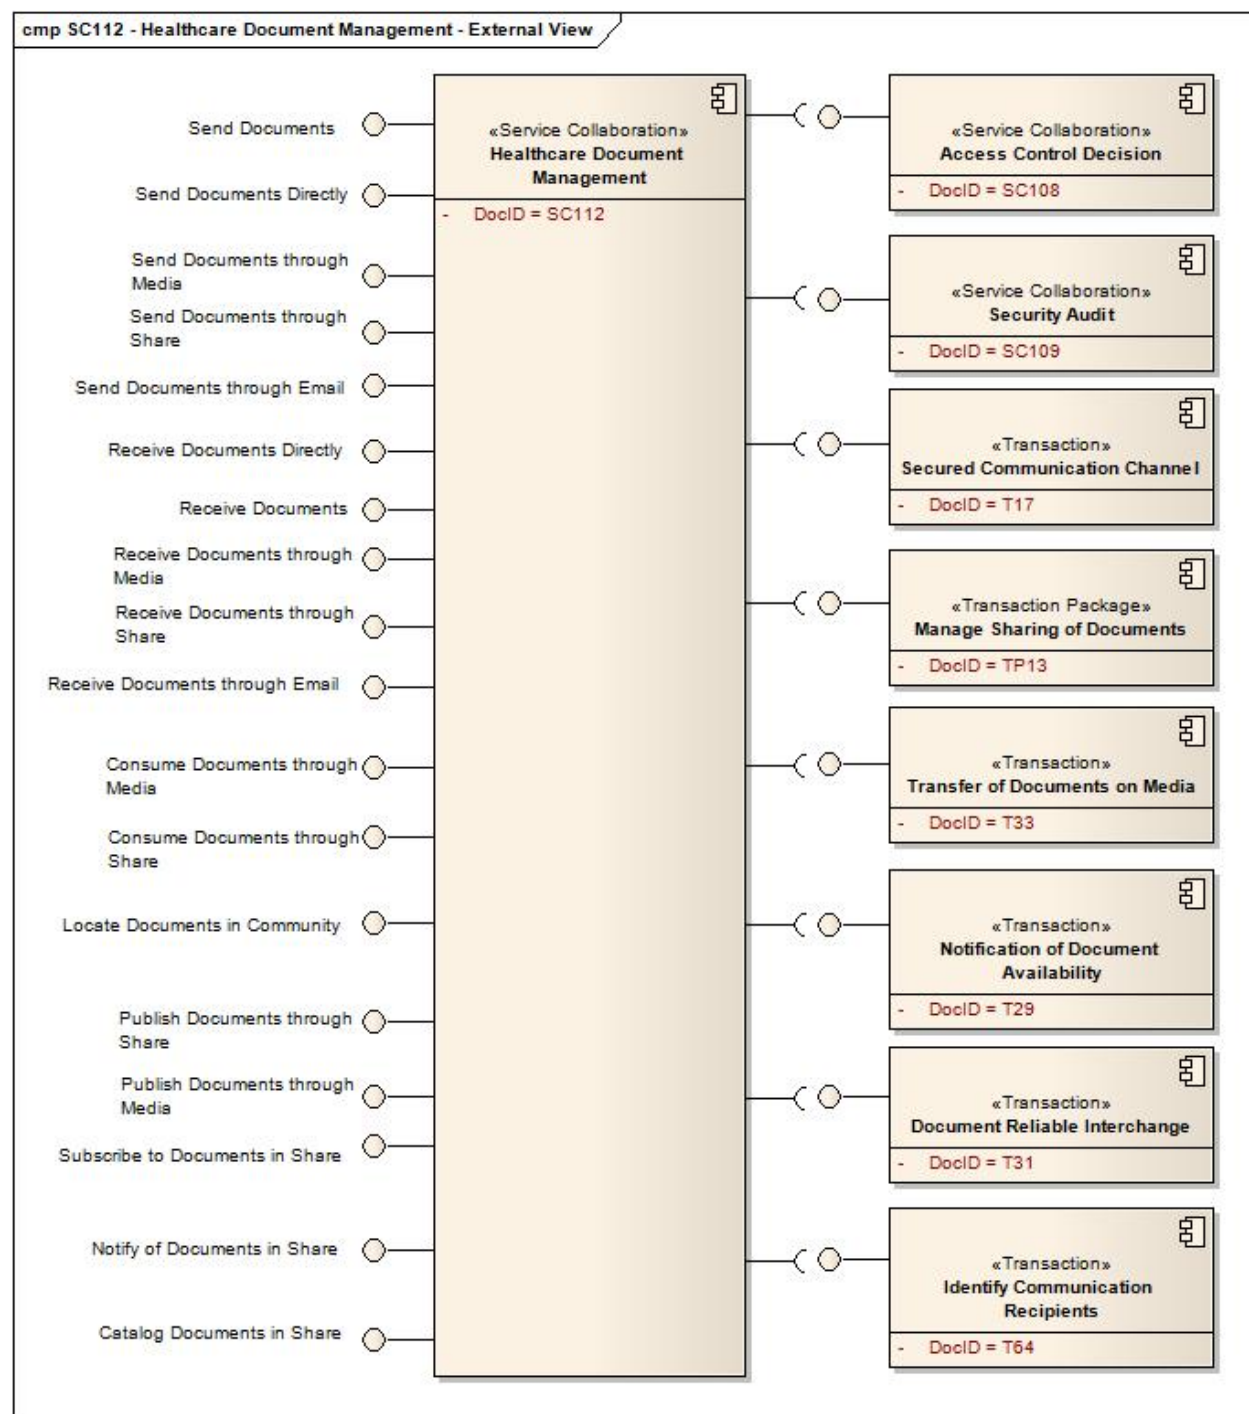 cmp SC112 - Healthcare Document Management - External View
Send Documents
Send Documents Directly
Send Documents through
Media
Send Documents through
Share
Send Documents through Email
Receive Documents Directly
Receive Documents
Receive Documents through
Media
Receive Documents through
Share
Receive Documents through Email
Consume Documents through
Media
Consume Documents through
Share
Locate Documents in Community
Publish Documents through
Share
Publish Documents through
Media
Subscribe to Documents in Share
Notify of Documents in Share
Catalog Documents in Share
«Service Collaboration»
Healthcare Document
Management
- DocID = SC112
«Service Collaboration»
Access Control Decision
- DocID = SC108
«Service Collaboration»
Security Audit
- DocID = SC109
«Transaction»
Secured Communication Channel
- DocID = T17
«Transaction Package»
Manage Sharing of Documents
- DocID = TP13
«Transaction»
Transfer of Documents on Media
- DocID = T33
«Transaction»
Notification of Document
Availability
- DocID = T29
«Transaction»
Document Reliable Interchange
- DocID = T31
«Transaction»
Identify Communication
Recipients
- DocID = T64